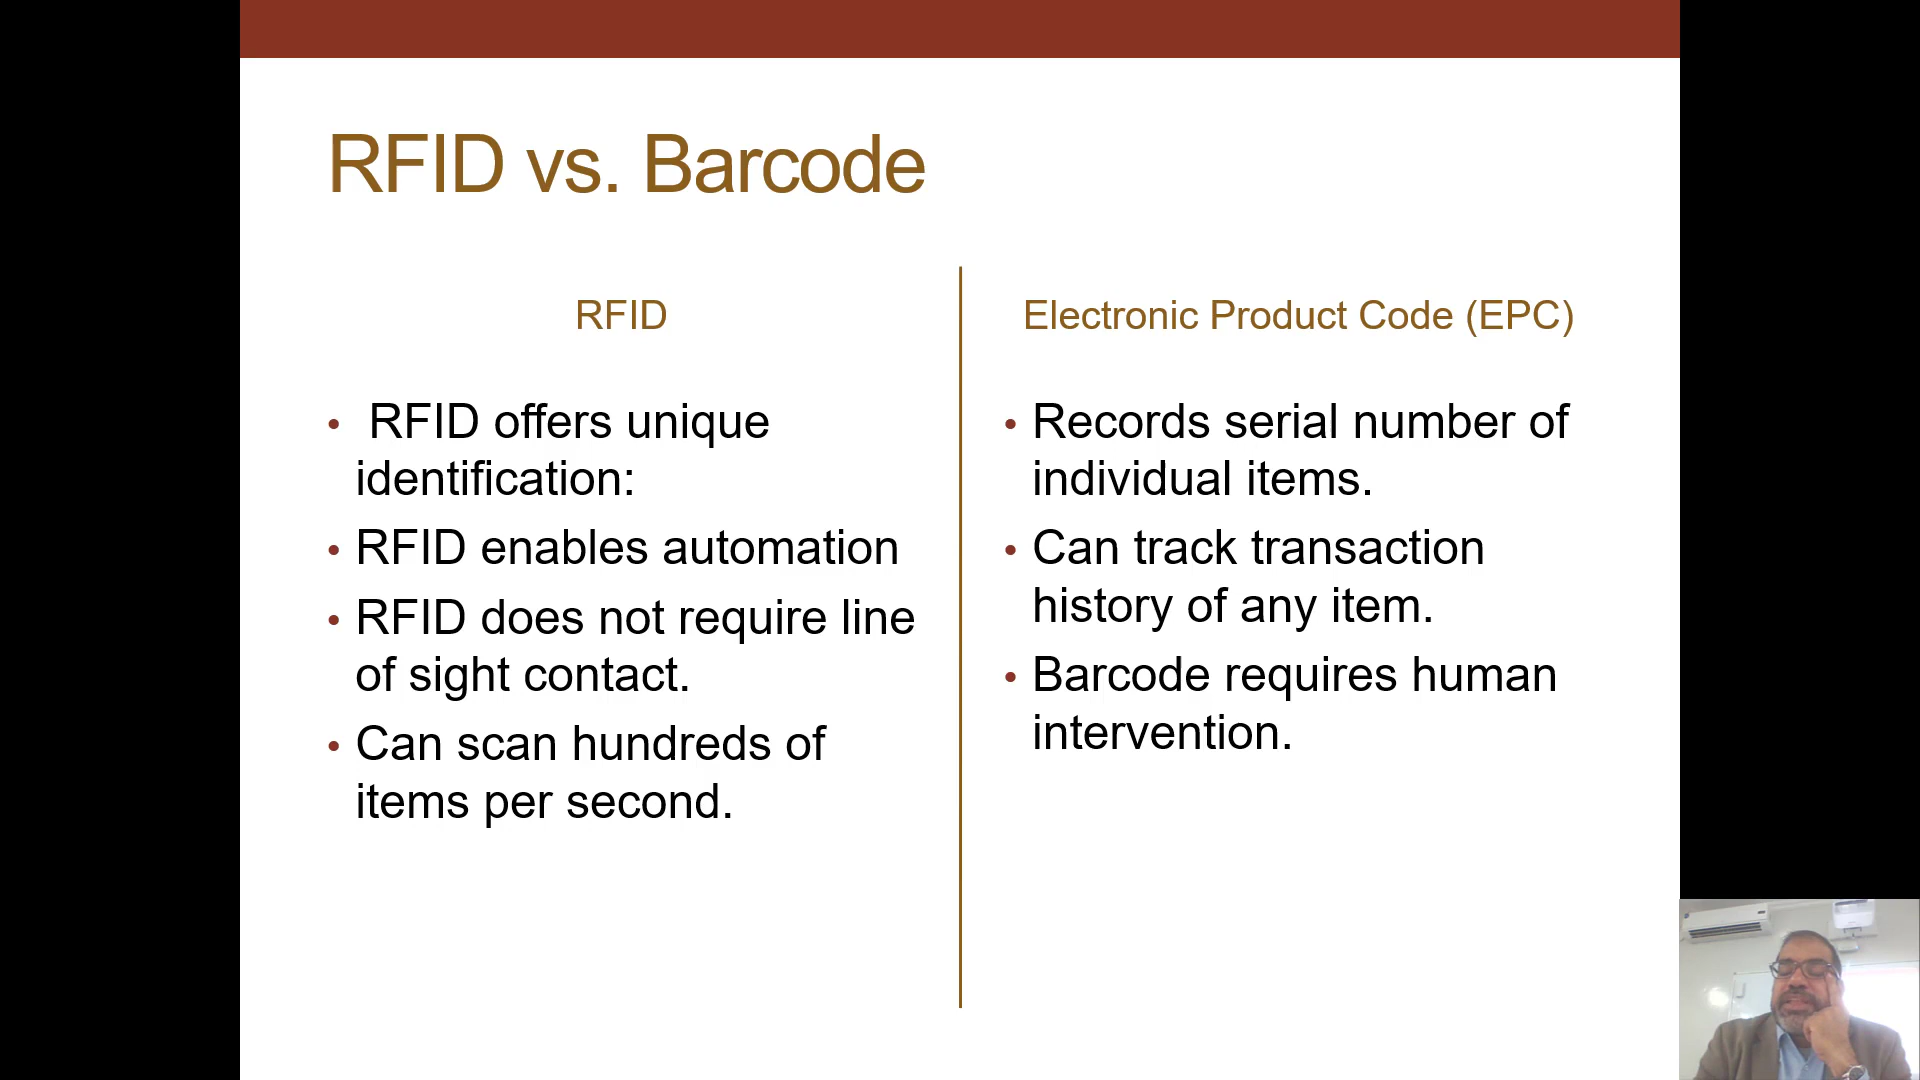 RFID vs. Barcode
RFID
• RFID offers unique
identification:
• RFID enables automation
• RFID does not require line
of sight contact.
• Can scan hundreds of
items per second.
Electronic Product Code (EPC)
• Records serial number of
individual items.
• Can track transaction
history of any item.
• Barcode requires human
intervention.